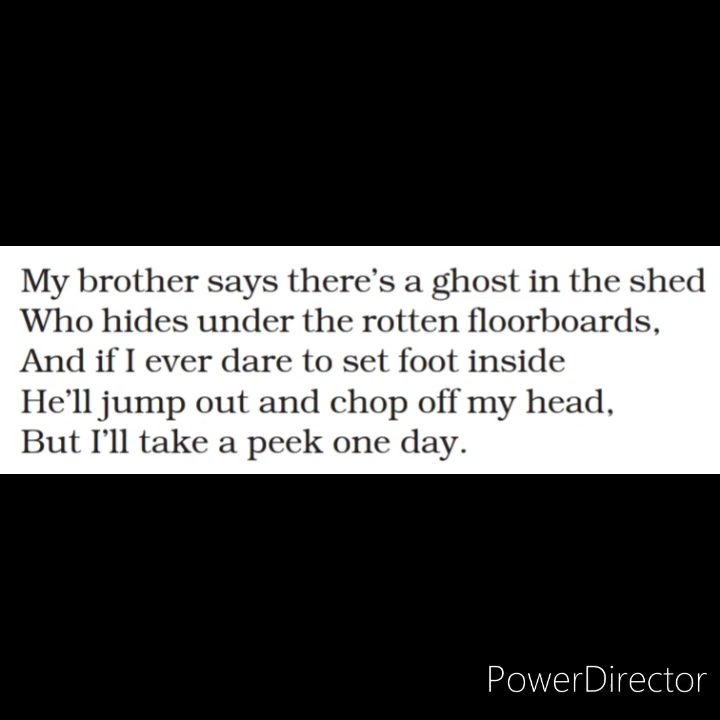 My brother says there’s a ghost in the shed
Who hides under the rotten floorboards,
And if I ever dare to set foot inside
He’ll jump out and chop off my head,
But I’ll take a peek one day.
PowerDirector